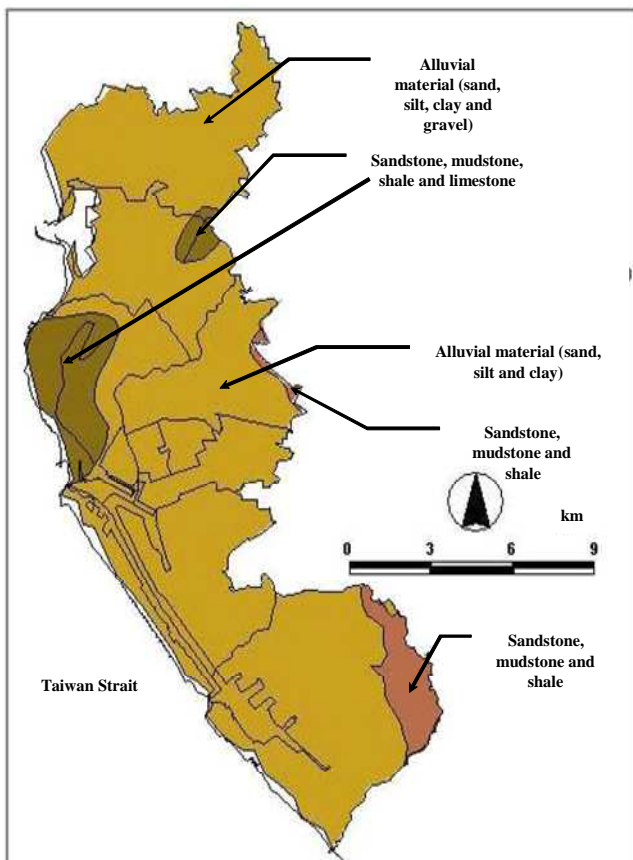 Alluvial
material (sand,
silt, clay and
gravel)
Sandstone, mudstone,
shale and limestone
Alluvial material (sand,
silt and clay)
Sandstone,
mudstone and
shale
km
0 3 6 9
Sandstone,
mudstone and
shale
Taiwan Strait